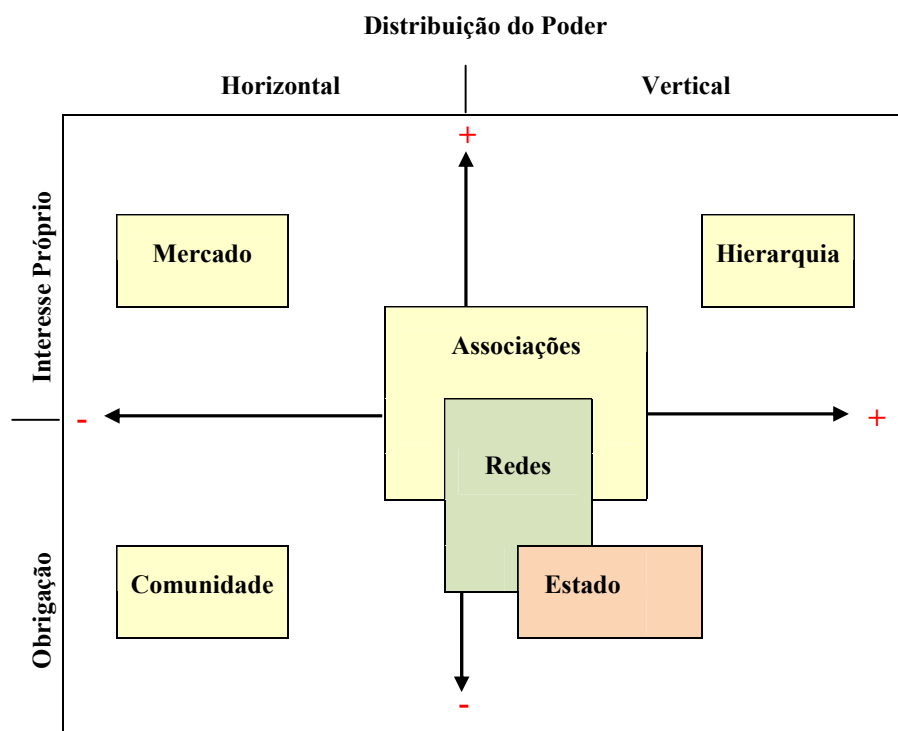 Distribuição do Poder
Horizontal
Vertical
+
Interesse Próprio
Mercado
Hierarquia
Associações
-
+
Redes
Obrigação
Comunidade
Estado
-